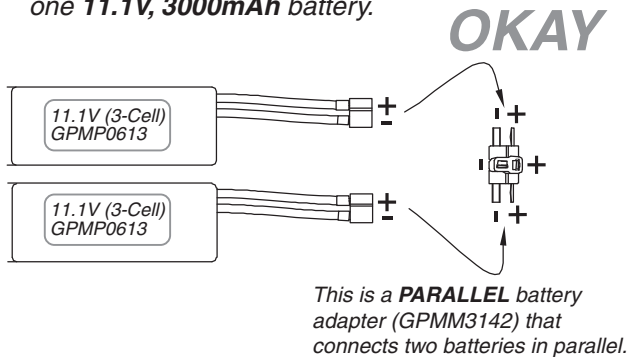 one 11.1V, 3000mAh battery.
OKAY
11.1V (3-Cell)
GPMP0613
+
-
- +
- +
- +
11.1V (3-Cell)
GPMP0613
+
-
This is a PARALLEL battery
adapter (GPMM3142) that
connects two batteries in parallel.